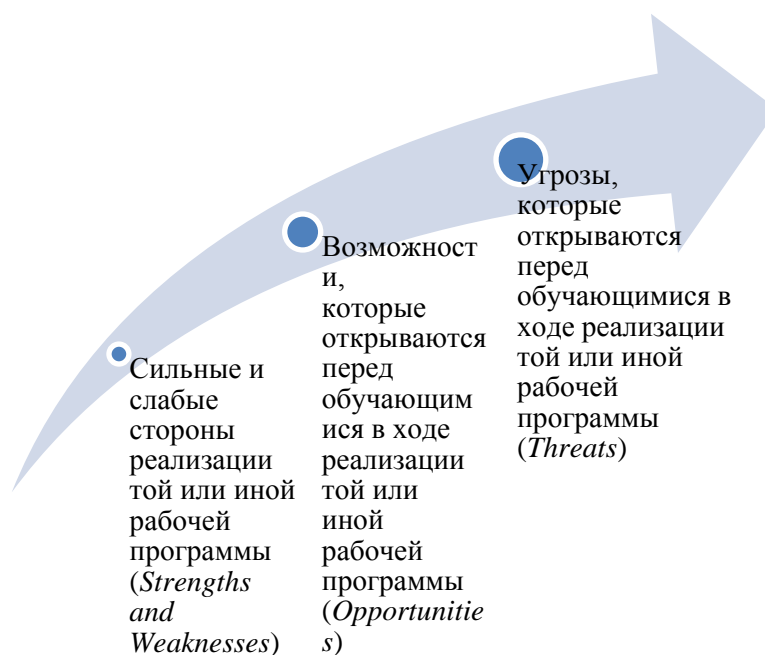 Сильные и
слабые
стороны
реализации
той или иной
рабочей
программы
(Strengths
and
Weaknesses)
Возможност
и,
которые
открываются
перед
обучающим
ися в ходе
реализации
той или
иной
рабочей
программы
(Opportunitie
s)
Угрозы,
которые
открываются
перед
обучающимися в
ходе реализации
той или иной
рабочей
программы
(Threats)